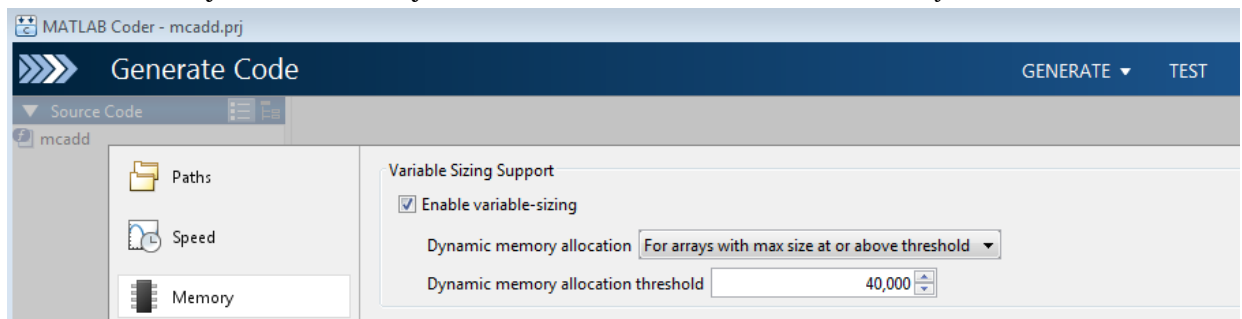 MATLAB Coder - mcadd.prj
Generate Code
GENERATE
TEST
Source Code
mcadd
Paths
Speed
Memory
Variable Sizing Support
Enable variable-sizing
Dynamic memory allocation For arrays with max size at or above threshold
Dynamic memory allocation threshold 40,000